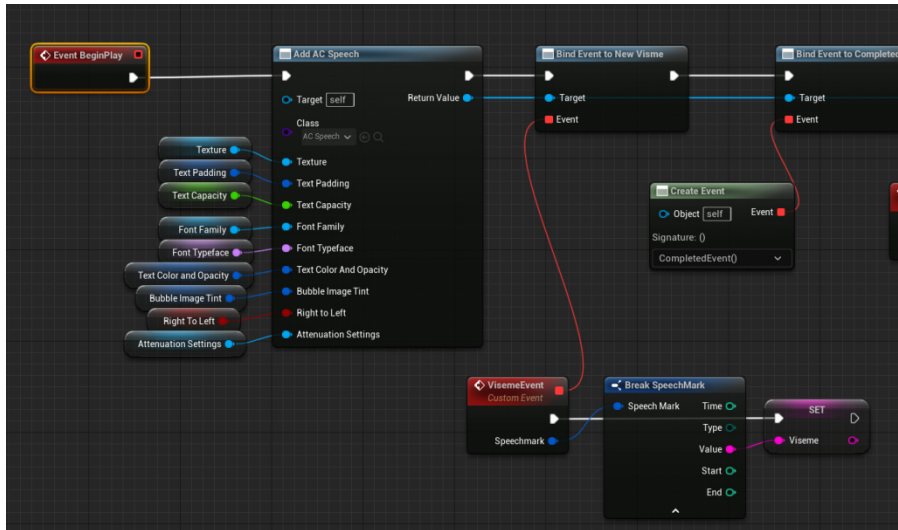 Event BeginPlay
Add AC Speech
Target self
Return Value
Class
AC Speech
Texture
Text Padding
Text Capacity
Font Family
Font Typeface
Text Color And Opacity
Bubble Image Tint
Right to Left
Attenuation Settings
Texture
Text Padding
Text Capacity
Font Family
Font Typeface
Text Color and Opacity
Bubble Image Tint
Right To Left
Attenuation Settings
Bind Event to New Visme
Target
Event
Bind Event to Completed
Target
Event
Create Event
Object self
Event
Signature: ()
CompletedEvent()
VisemeEvent
Custom Event
Speechmark
Break SpeechMark
Speech Mark
Time
Type
Value
Start
End
SET
Viseme